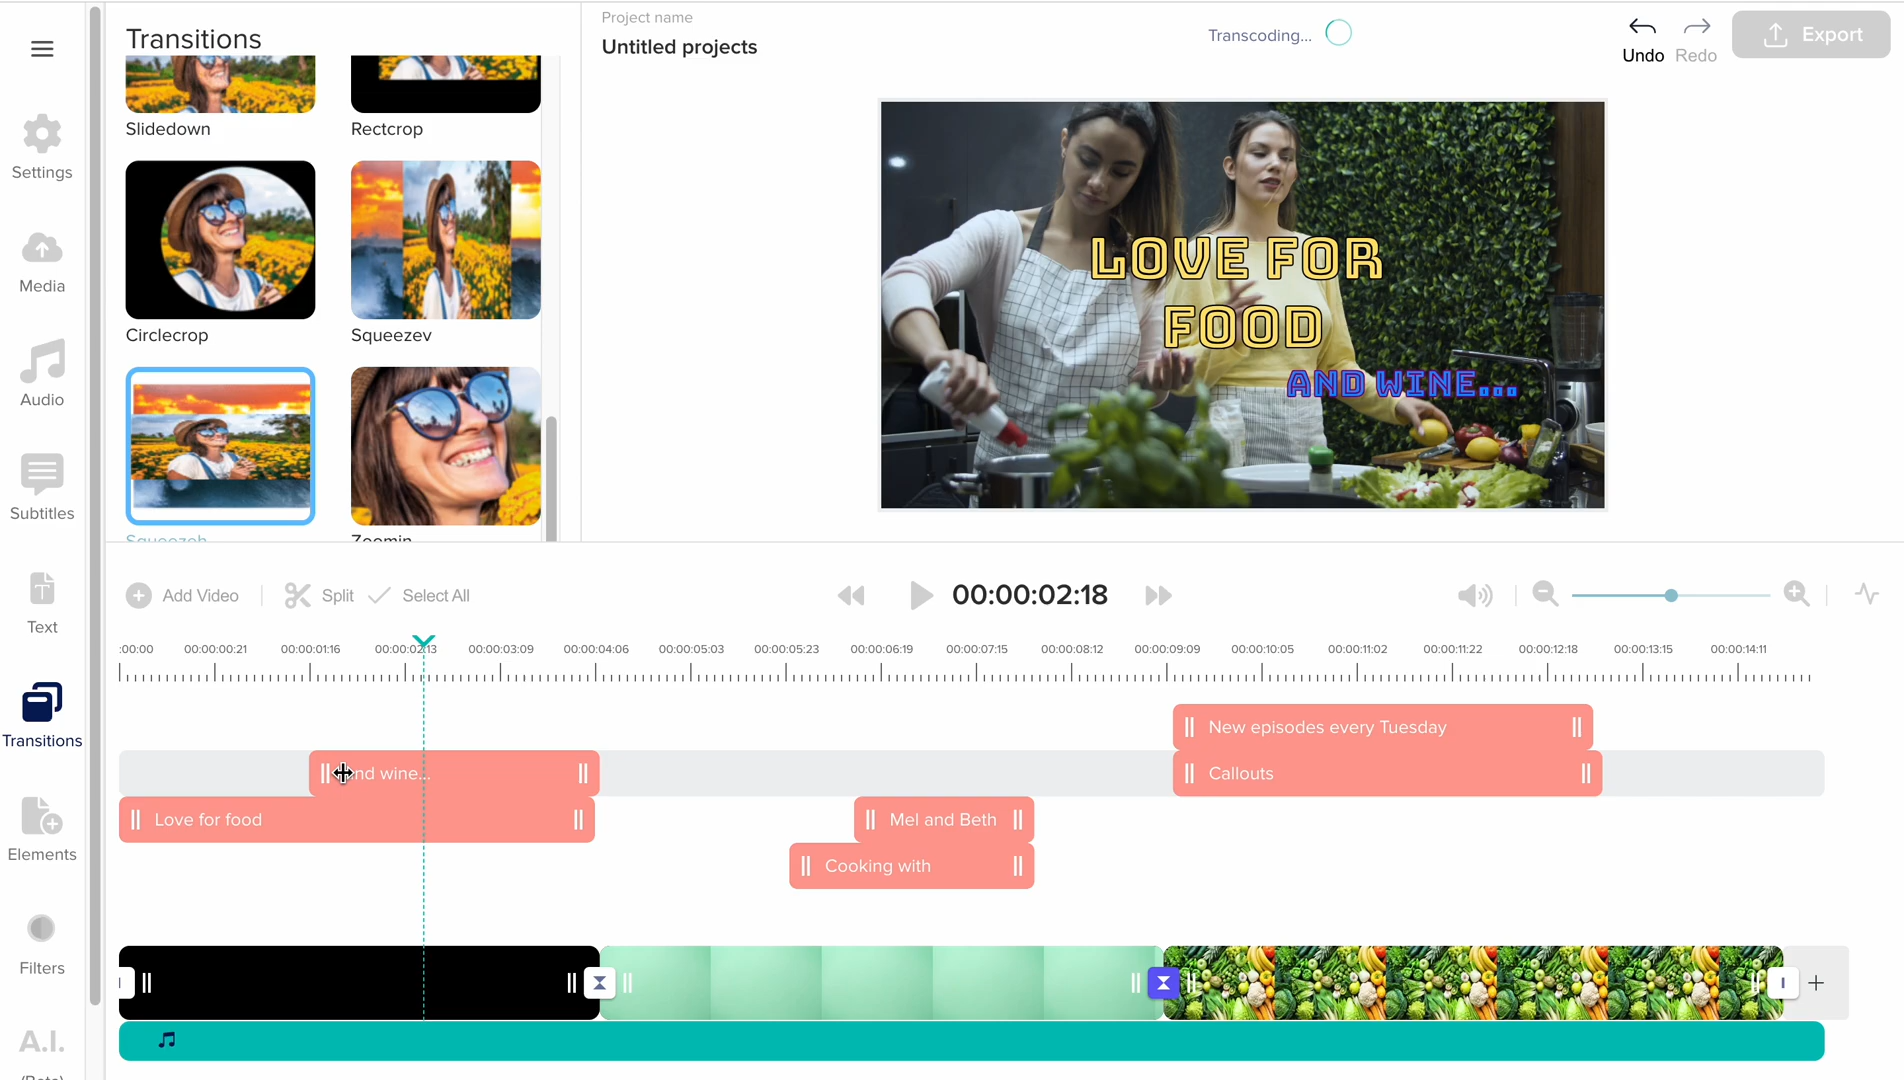 Transitions
Project name
Untitled projects
Transcoding...
Undo
Redo
Export
Settings
Media
Audio
Subtitles
Text
Transitions
Elements
Filters
A.I.
(Beta)
Slidedown
Rectcrop
Circlecrop
Squeezev
Squeezeh
Zoomin
LOVE FOR
FOOD
AND WINE...
Add Video
Split
Select All
00:00:02:18
:00:00
00:00:00:21
00:00:01:16
00:00:02:13
00:00:03:09
00:00:04:06
00:00:05:03
00:00:05:23
00:00:06:19
00:00:07:15
00:00:08:12
00:00:09:09
00:00:10:05
00:00:11:02
00:00:11:22
00:00:12:18
00:00:13:15
00:00:14:11
New episodes every Tuesday
And wine...
Callouts
Love for food
Mel and Beth
Cooking with